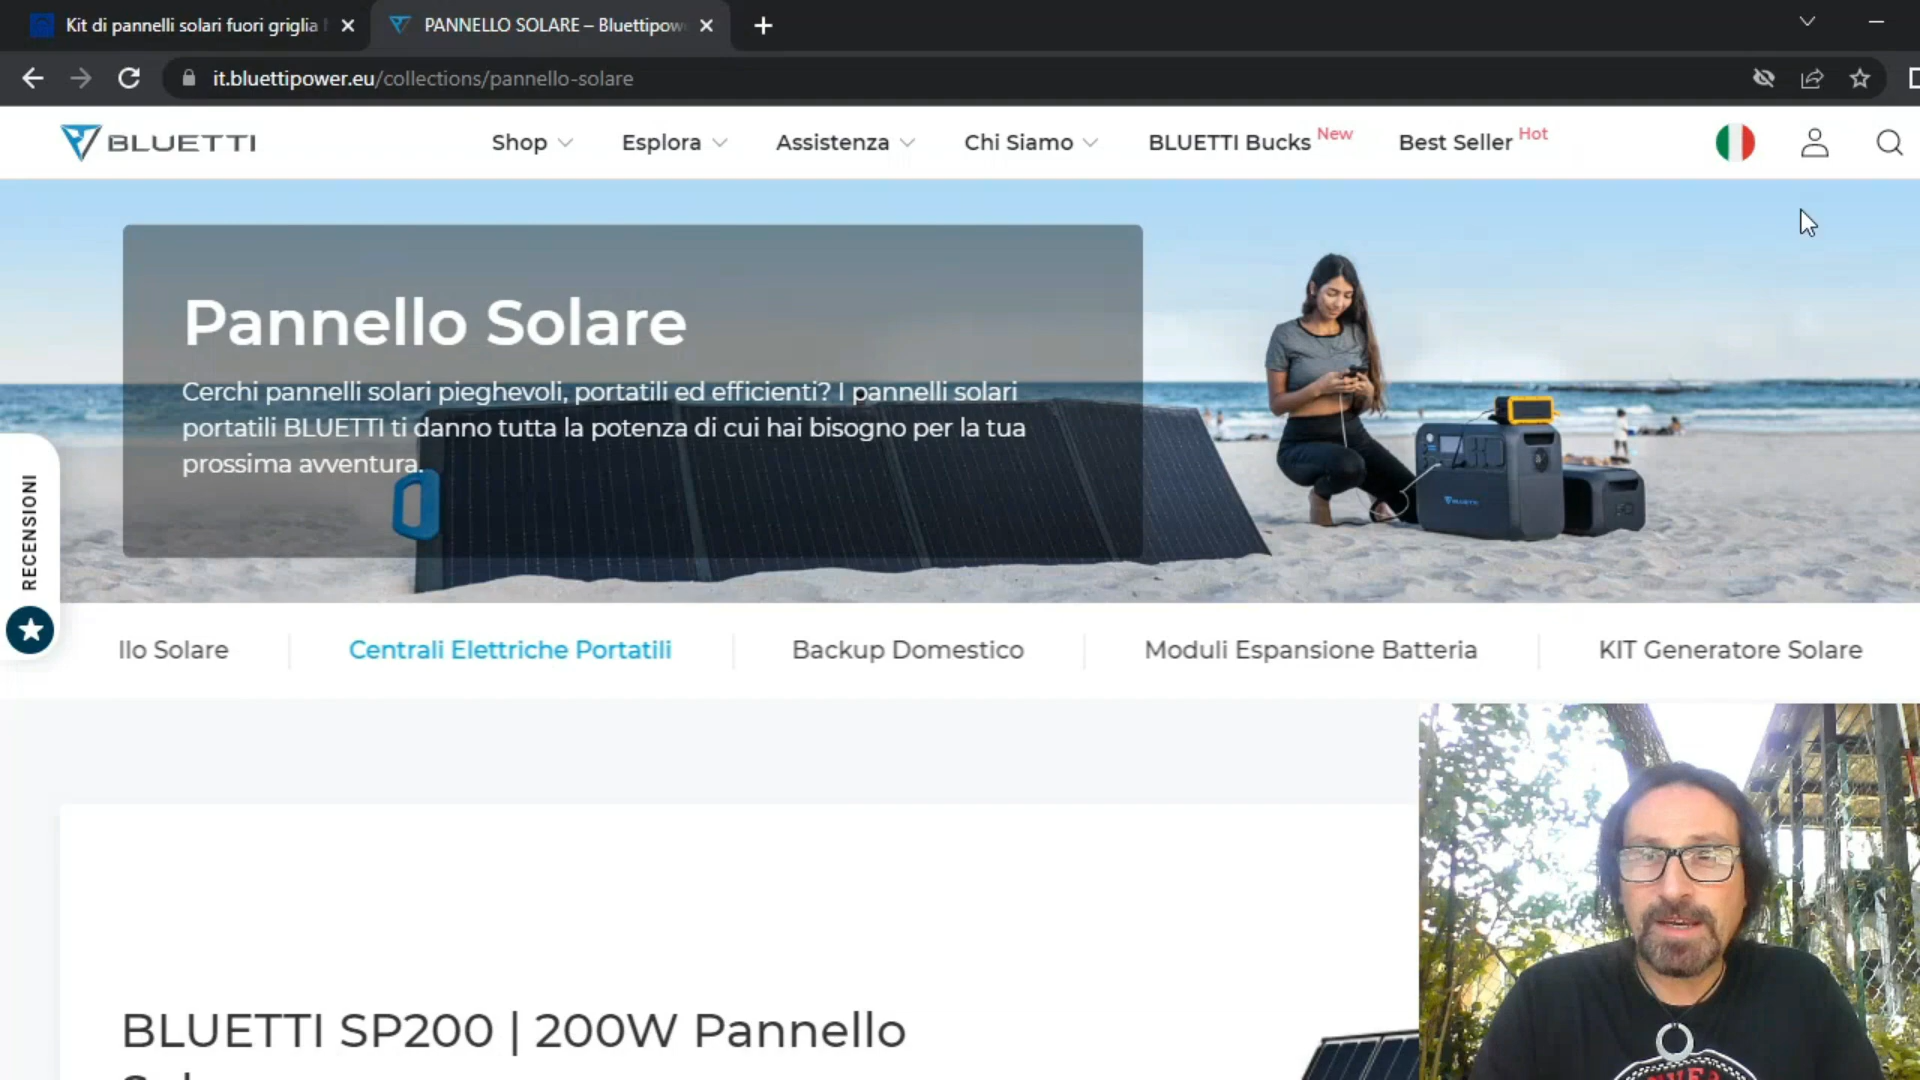 Kit di pannelli solari fuori griglia
PANNELLO SOLARE – Bluettipow
it.bluettipower.eu/collections/pannello-solare
BLUETTI
Shop
Esplora
Assistenza
Chi Siamo
BLUETTI Bucks New
Best Seller Hot
Pannello Solare
Cerchi pannelli solari pieghevoli, portatili ed efficienti? I pannelli solari
portatili BLUETTI ti danno tutta la potenza di cui hai bisogno per la tua
prossima avventura.
BLUETTI
RECENSIONI
llo Solare
Centrali Elettriche Portatili
Backup Domestico
Moduli Espansione Batteria
KIT Generatore Solare
BLUETTI SP200 | 200W Pannello